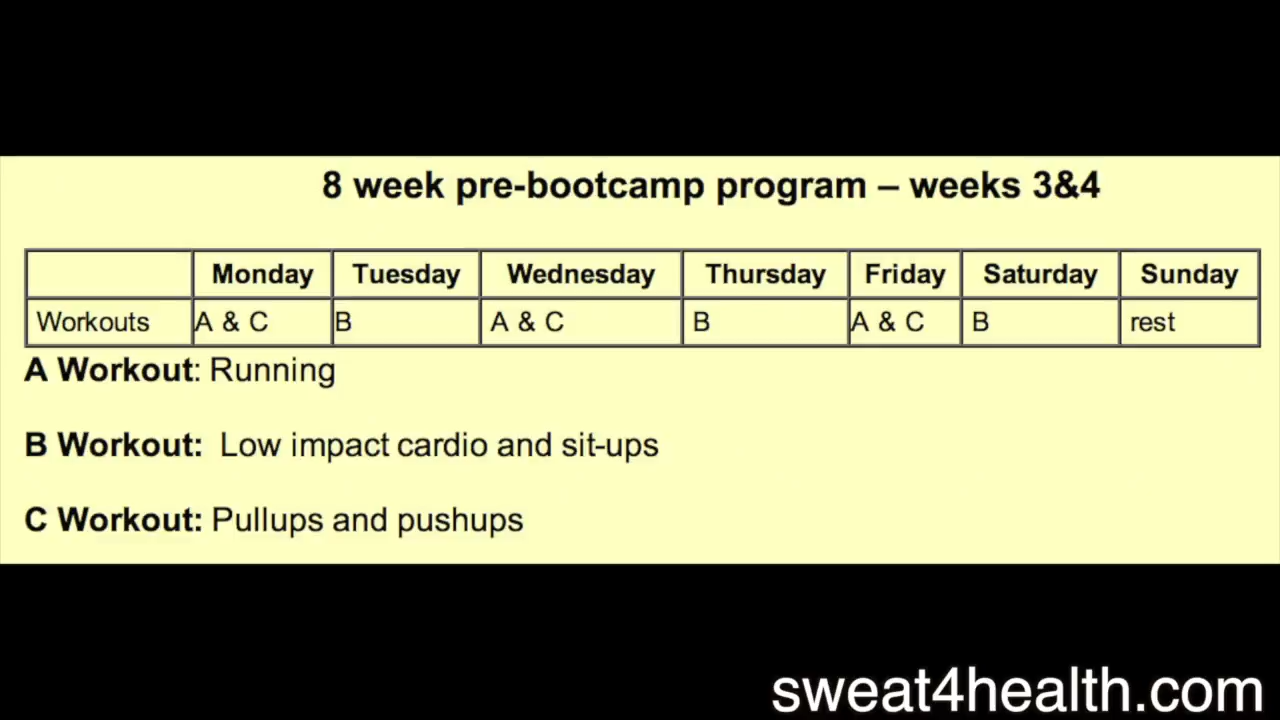 8 week pre-bootcamp program – weeks 3&4
Monday Tuesday Wednesday Thursday Friday Saturday Sunday
Workouts A & C B A & C B A & C B rest
A Workout: Running
B Workout: Low impact cardio and sit-ups
C Workout: Pullups and pushups
sweat4health.com